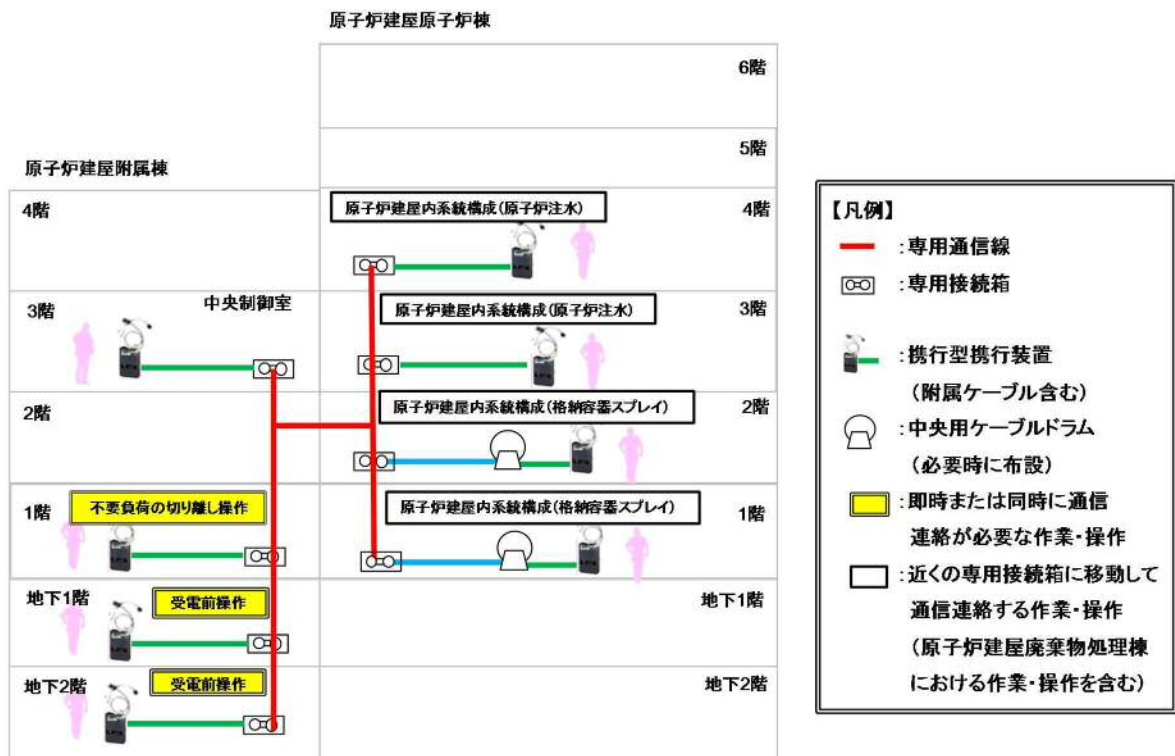 原子炉建屋原子炉棟
6階
5階
原子炉建屋附属棟
4階
原子炉建屋内系統構成(原子炉注水)
4階
3階
中央制御室
原子炉建屋内系統構成(原子炉注水)
3階
2階
原子炉建屋内系統構成(格納容器スプレイ)
2階
1階
不要負荷の切り離し操作
原子炉建屋内系統構成(格納容器スプレイ)
1階
地下1階
受電前操作
地下1階
地下2階
受電前操作
地下2階
【凡例】
:専用通信線
:専用接続箱
:携行型携行装置
(附属ケーブル含む)
:中央用ケーブルドラム
(必要時に布設)
:即時または同時に通信
連絡が必要な作業・操作
:近くの専用接続箱に移動して
通信連絡する作業・操作
(原子炉建屋廃棄物処理棟
における作業・操作を含む)